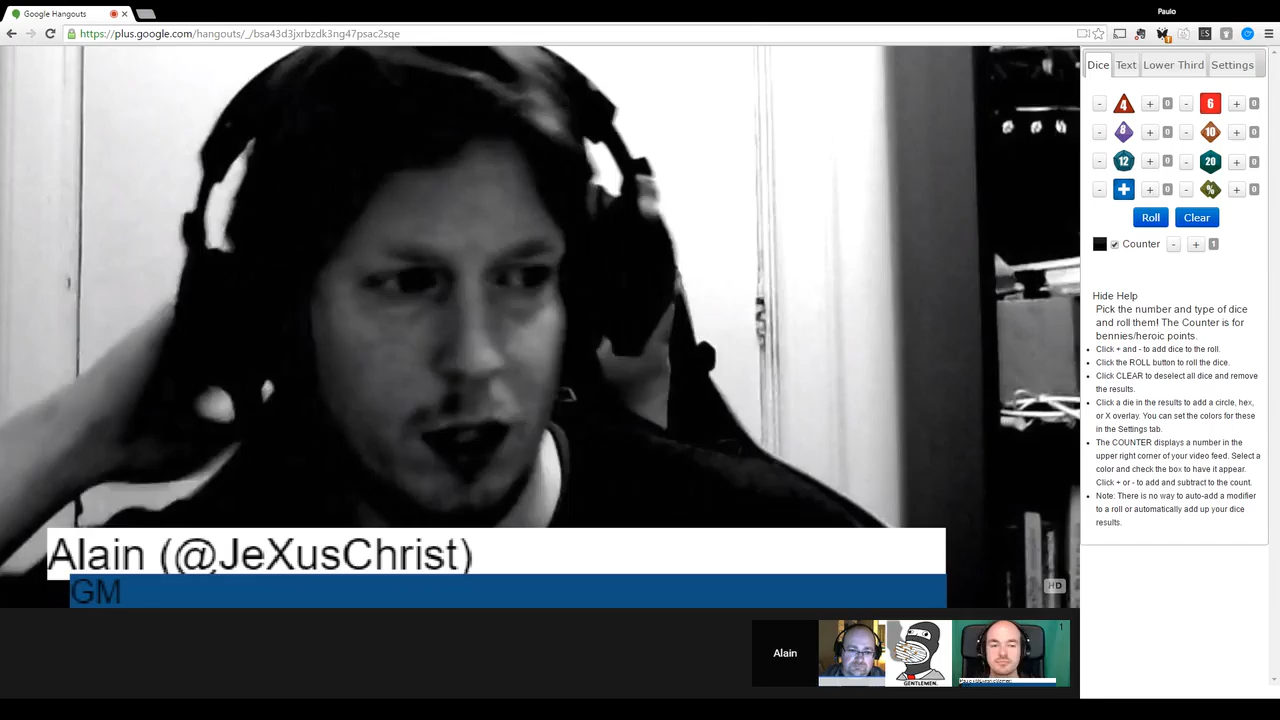 Google Hangouts
Paulo
https://plus.google.com/hangouts/_/bsa43d3jxrbzdk3ng47psac2sqe
ES
Dice Text Lower Third Settings
- 4 + 0 - 6 + 0
- 8 + 0 - 10 + 0
- 12 + 0 - 20 + 0
- + + 0 - % + 0
Roll Clear
Counter - + 1
Hide Help
Pick the number and type of dice
and roll them! The Counter is for
bennies/heroic points.
Click + and - to add dice to the roll.
Click the ROLL button to roll the dice.
Click CLEAR to deselect all dice and remove
the results.
Click a die in the results to add a circle, hex,
or X overlay. You can set the colors for these
in the Settings tab.
The COUNTER displays a number in the
upper right corner of your video feed. Select a
color and check the box to have it appear.
Click + or - to add and subtract to the count.
Note: There is no way to auto-add a modifier
to a roll or automatically add up your dice
results.
Alain (@JeXusChrist)
GM
HD
Alain
GENTLEMEN.
1